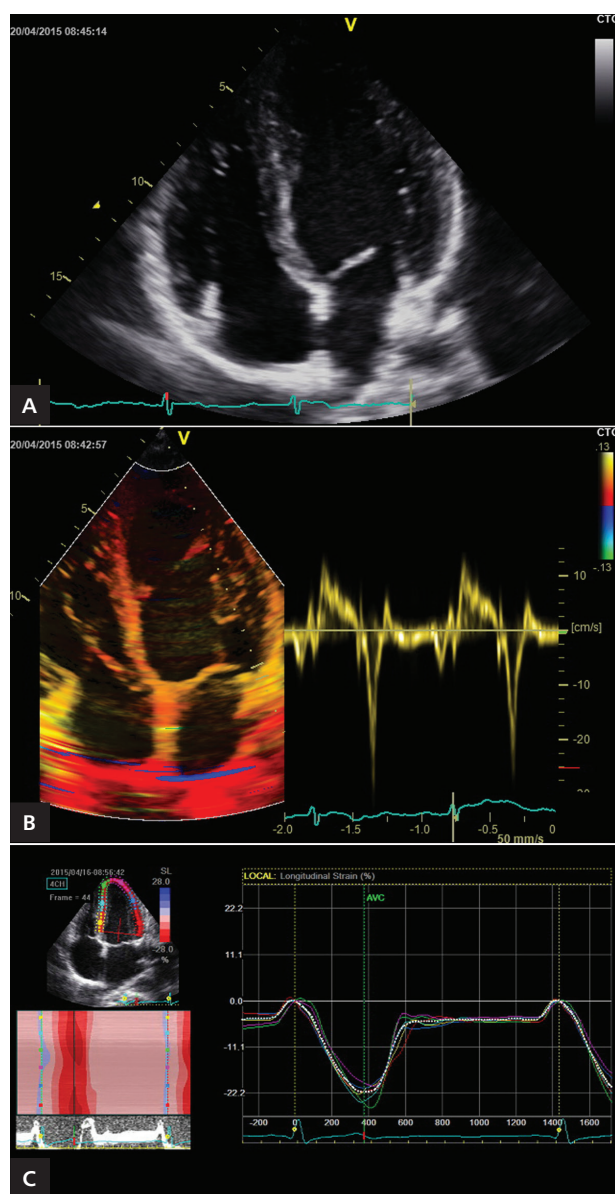 20/04/2015 08:45:14
V
CTO
5
10
15
A
20/04/2015 08:42:57
V
CTO
.13
-.13
5
10
10
[cm/s]
-10
-20
-2.0 -1.5 -1.0 -0.5 0
50 mm/s
B
2015/04/16-08:56:42
4CH
Frame = 44
SL
28.0
-28.0
%
LOCAL: Longitudinal Strain (%)
AVC
22.2
11.1
0.0
-11.1
-22.2
-200 0 200 400 600 800 1000 1200 1400
C